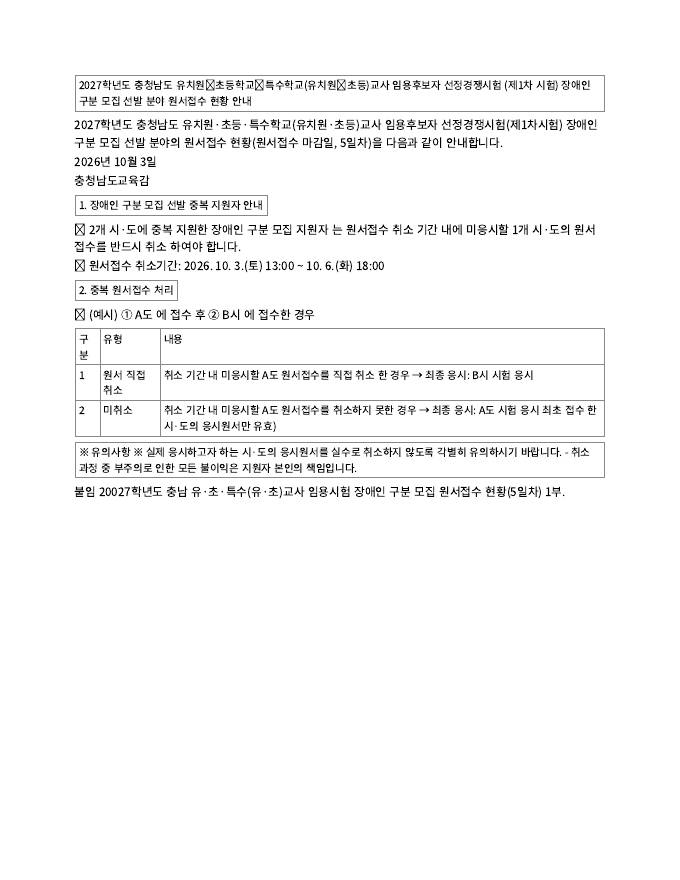 2027학년도 충청남도 유치원초등학교특수학교(유치원초등)교사 임용후보자 선정경쟁시험 (제1차 시험) 장애인
구분 모집 선발 분야 원서접수 현황 안내
2027학년도 충청남도 유치원·초등·특수학교(유치원·초등)교사 임용후보자 선정경쟁시험(제1차시험) 장애인
구분 모집 선발 분야의 원서접수 현황(원서접수 마감일, 5일차)을 다음과 같이 안내합니다.
2026년 10월 3일
충청남도교육감
1. 장애인 구분 모집 선발 중복 지원자 안내
2개 시·도에 중복 지원한 장애인 구분 모집 지원자 는 원서접수 취소 기간 내에 미응시할 1개 시·도의 원서
접수를 반드시 취소 하여야 합니다.
원서접수 취소기간: 2026. 10. 3.(토) 13:00 ~ 10. 6.(화) 18:00
2. 중복 원서접수 처리
(예시) ① A도 에 접수 후 ② B시 에 접수한 경우
구분 유형 내용
1 원서 직접 취소 취소 기간 내 미응시할 A도 원서접수를 직접 취소 한 경우 → 최종 응시: B시 시험 응시
2 미취소 취소 기간 내 미응시할 A도 원서접수를 취소하지 못한 경우 → 최종 응시: A도 시험 응시 최초 접수 한
시·도의 응시원서만 유효)
※ 유의사항 ※ 실제 응시하고자 하는 시·도의 응시원서를 실수로 취소하지 않도록 각별히 유의하시기 바랍니다. - 취소
과정 중 부주의로 인한 모든 불이익은 지원자 본인의 책임입니다.
붙임 20027학년도 충남 유·초·특수(유·초)교사 임용시험 장애인 구분 모집 원서접수 현황(5일차) 1부.